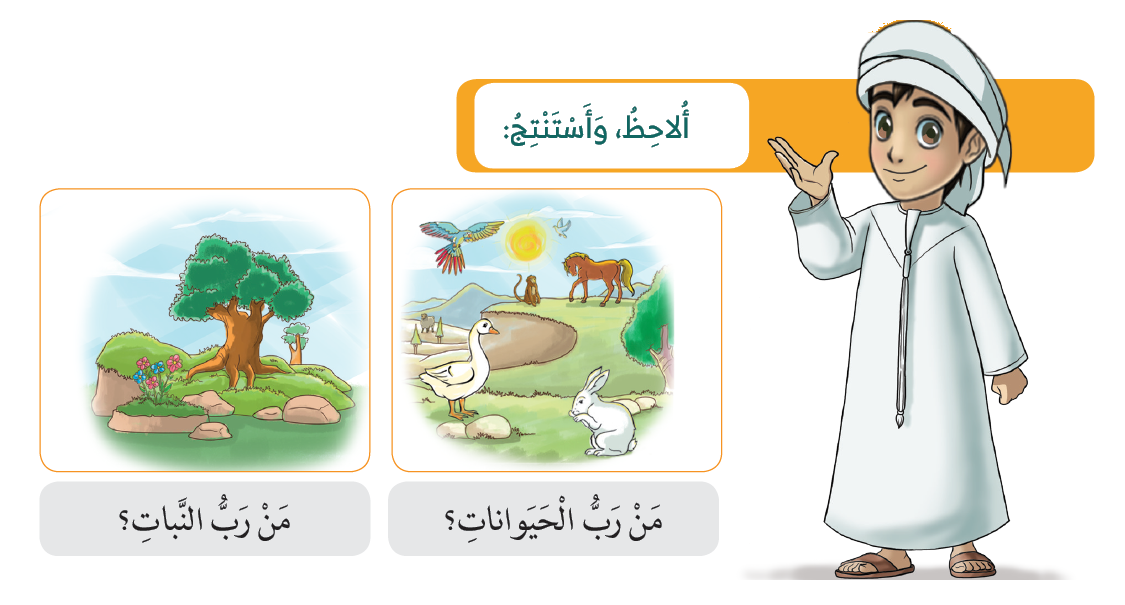 أُلاحِظُ، وَأَسْتَنْتِجُ:
مَنْ رَبُّ الْحَيَواناتِ؟
مَنْ رَبُّ النَّباتِ؟